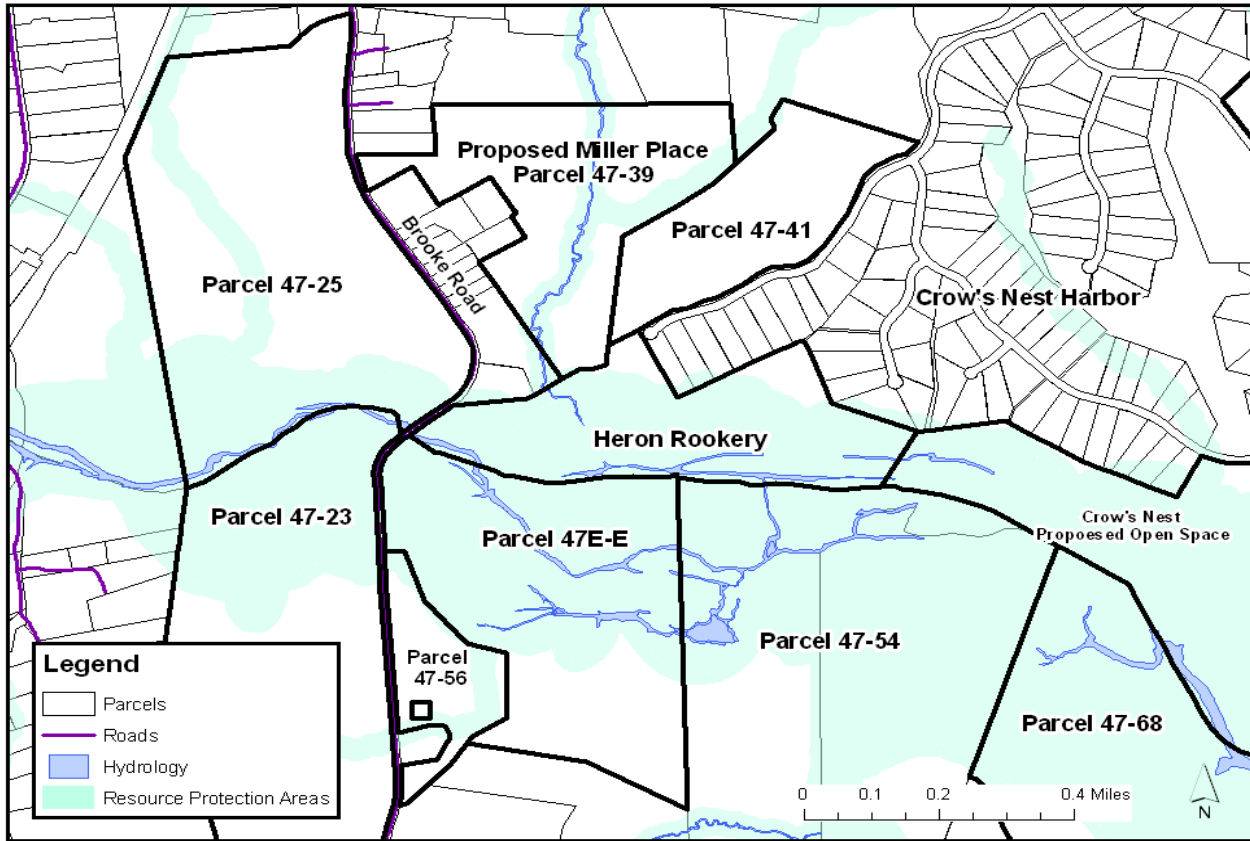 Proposed Miller Place
Parcel 47-39
Parcel 47-41
Brooke Road
Parcel 47-25
Crow's Nest Harbor
Heron Rookery
Parcel 47-23
Parcel 47E-E
Crow's Nest
Propoesed Open Space
Parcel 47-54
Parcel
47-56
Parcel 47-68
Legend
Parcels
Roads
Hydrology
Resource Protection Areas
0 0.1 0.2 0.4 Miles
N